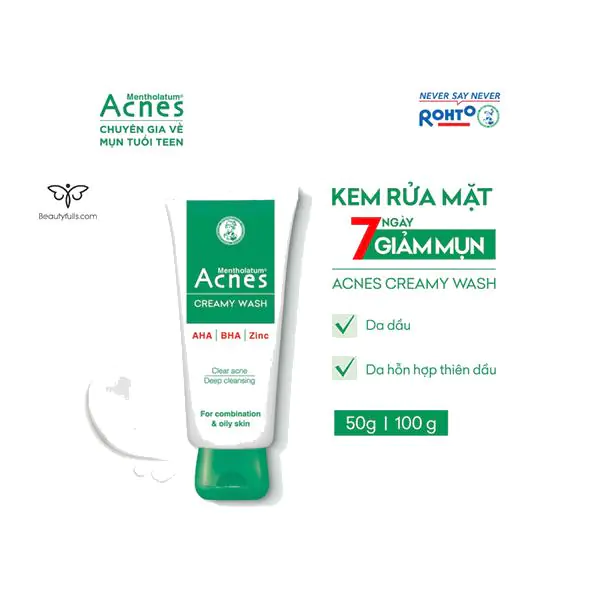 Mentholatum®
Acnes
CHUYÊN GIA VỀ
MỤN TUỔI TEEN
NEVER SAY NEVER
ROHTO
Beautyfulls.com
Mentholatum®
Acnes
CREAMY WASH
AHA | BHA | Zinc
Clear acne
Deep cleansing
For combination
& oily skin
KEM RỬA MẶT
7 NGÀY
GIẢM MỤN
ACNES CREAMY WASH
Da dầu
Da hỗn hợp thiên dầu
50g | 100 g